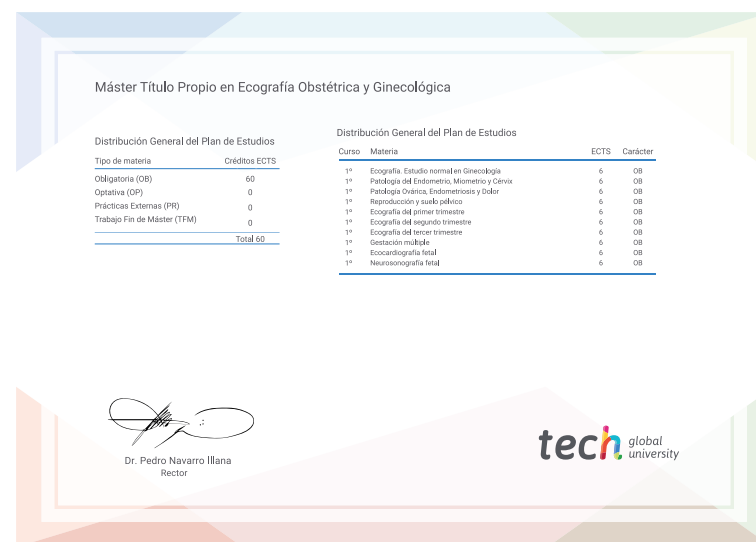 Máster Título Propio en Ecografía Obstétrica y Ginecológica
Distribución General del Plan de Estudios
Tipo de materia Créditos ECTS
Obligatoria (OB) 60
Optativa (OP) 0
Prácticas Externas (PR) 0
Trabajo Fin de Máster (TFM) 0
Total 60
Distribución General del Plan de Estudios
Curso Materia ECTS Carácter
1º Ecografía. Estudio normal en Ginecología 6 OB
1º Patología del Endometrio, Miometrio y Cérvix 6 OB
1º Patología Ovárica, Endometriosis y Dolor 6 OB
1º Reproducción y suelo pélvico 6 OB
1º Ecografía del primer trimestre 6 OB
1º Ecografía del segundo trimestre 6 OB
1º Ecografía del tercer trimestre 6 OB
1º Gestación múltiple 6 OB
1º Ecocardiografía fetal 6 OB
1º Neurosonografía fetal 6 OB
Dr. Pedro Navarro Illana
Rector
tech global
university